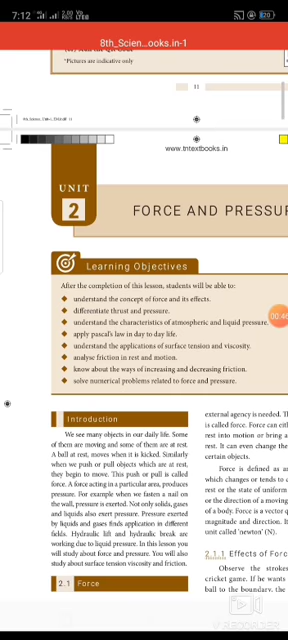 7:12
8th_Scien...ooks.in-1
*Pictures are indicative only
11
www.tntextbooks.in
UNIT
2
FORCE AND PRESSU
Learning Objectives
After the completion of this lesson, students will be able to:
understand the concept of force and its effects.
differentiate thrust and pressure.
understand the characteristics of atmospheric and liquid pressure.
apply pascal's law in day to day life.
understand the applications of surface tension and viscosity.
analyse friction in rest and motion.
know about the ways of increasing and decreasing friction.
solve numerical problems related to force and pressure.
00:46
Introduction
We see many objects in our daily life. Some
of them are moving and some of them are at rest.
A ball at rest, moves when it is kicked. Similarly
when we push or pull objects which are at rest,
they begin to move. This push or pull is called
force. A force acting in a particular area, produces
pressure. For example when we fasten a nail on
the wall, pressure is exerted. Not only solids, gases
and liquids also exert pressure. Pressure exerted
by liquids and gases finds application in different
fields. Hydraulic lift and hydraulic break are
working due to liquid pressure. In this lesson you
will study about force and pressure. You will also
study about surface tension viscosity and friction.
2.1 Force
external agency is needed. T
is called force. Force can eit
rest into motion or bring a
rest. It can even change the
certain objects.
Force is defined as a
which changes or tends to c
rest or the state of uniform
or the direction of a moving
of a body. Force is a vector q
magnitude and direction. It
unit called 'newton' (N).
2.1.1 Effects of Forc
Observe the strokes
cricket game. If he wants
ball to the boundary, the
RECORDER